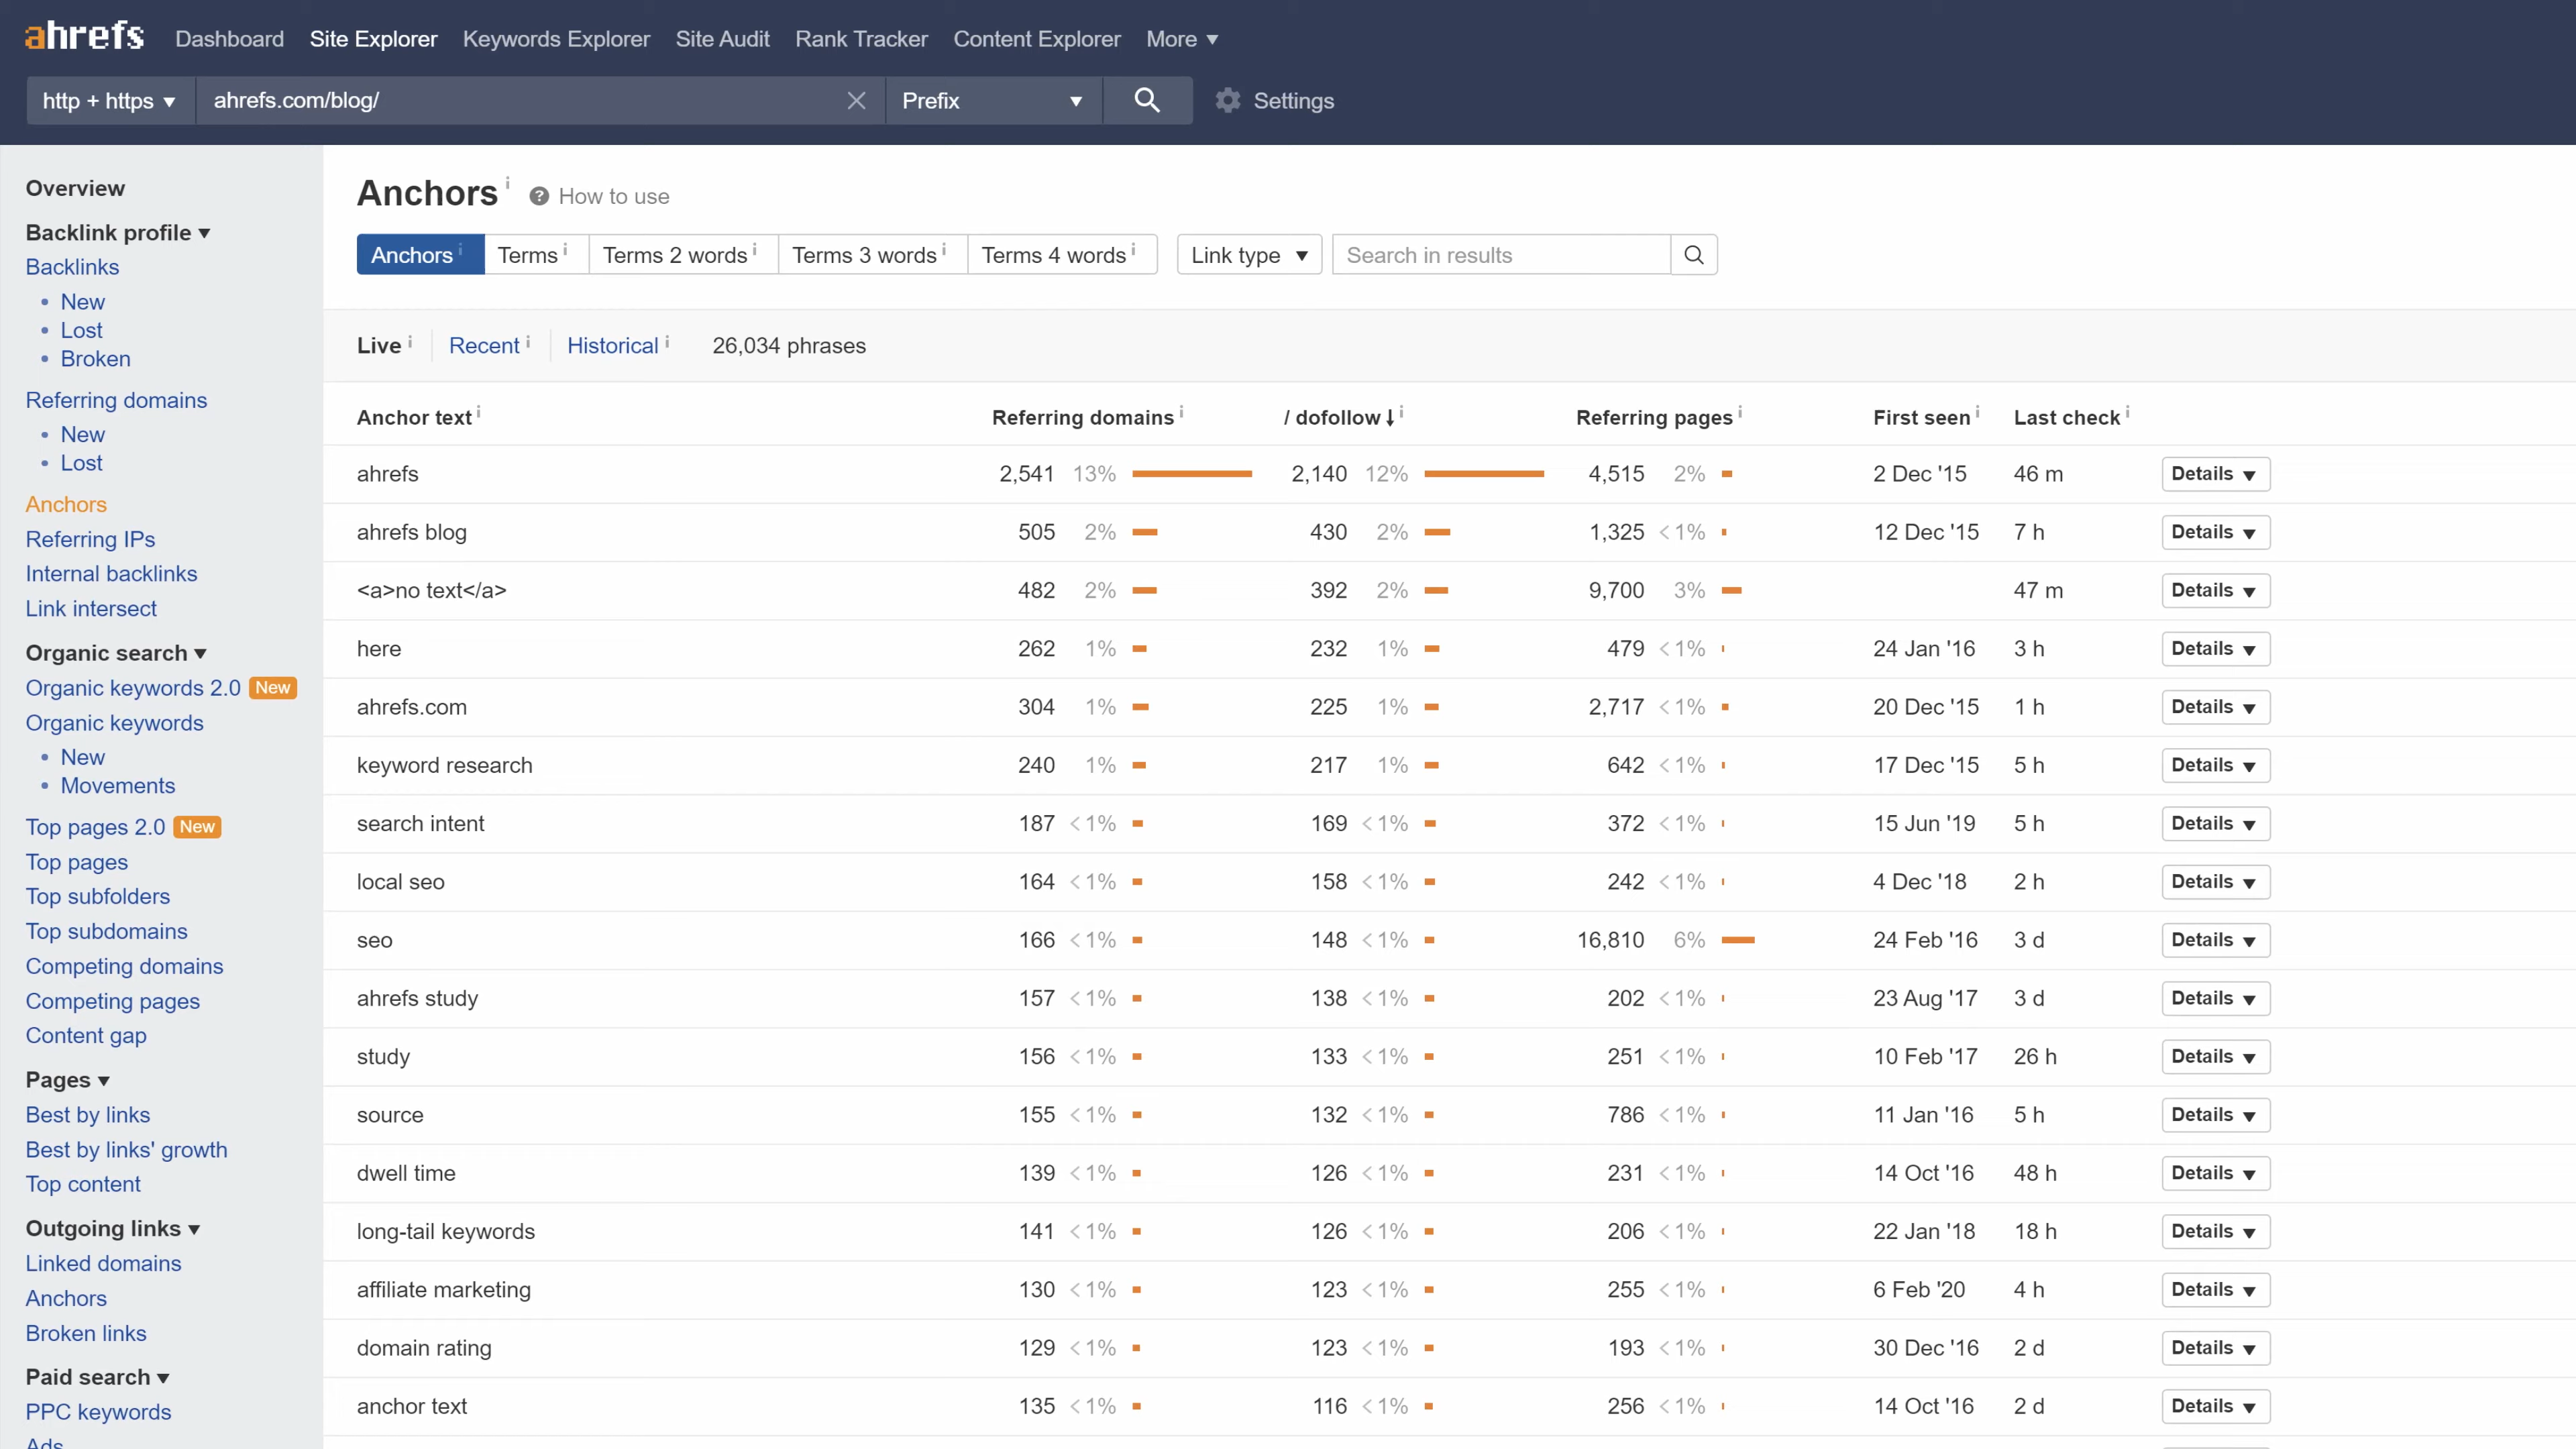 ahrefs Dashboard Site Explorer Keywords Explorer Site Audit Rank Tracker Content Explorer More
http + https ahrefs.com/blog/ Prefix Settings
Overview
Backlink profile
Backlinks
New
Lost
Broken
Referring domains
New
Lost
Anchors
Referring IPs
Internal backlinks
Link intersect
Organic search
Organic keywords 2.0 New
Organic keywords
New
Movements
Top pages 2.0 New
Top pages
Top subfolders
Top subdomains
Competing domains
Competing pages
Content gap
Pages
Best by links
Best by links' growth
Top content
Outgoing links
Linked domains
Anchors
Broken links
Paid search
PPC keywords
Ads
Anchors i ? How to use
Anchors i Terms i Terms 2 words i Terms 3 words i Terms 4 words i Link type Search in results
Live i Recent i Historical i 26,034 phrases
Anchor text i Referring domains i / dofollow ↓ i Referring pages i First seen i Last check i
ahrefs 2,541 13% 2,140 12% 4,515 2% 2 Dec '15 46 m Details
ahrefs blog 505 2% 430 2% 1,325 <1% 12 Dec '15 7 h Details
<a>no text</a> 482 2% 392 2% 9,700 3% 47 m Details
here 262 1% 232 1% 479 <1% 24 Jan '16 3 h Details
ahrefs.com 304 1% 225 1% 2,717 <1% 20 Dec '15 1 h Details
keyword research 240 1% 217 1% 642 <1% 17 Dec '15 5 h Details
search intent 187 <1% 169 <1% 372 <1% 15 Jun '19 5 h Details
local seo 164 <1% 158 <1% 242 <1% 4 Dec '18 2 h Details
seo 166 <1% 148 <1% 16,810 6% 24 Feb '16 3 d Details
ahrefs study 157 <1% 138 <1% 202 <1% 23 Aug '17 3 d Details
study 156 <1% 133 <1% 251 <1% 10 Feb '17 26 h Details
source 155 <1% 132 <1% 786 <1% 11 Jan '16 5 h Details
dwell time 139 <1% 126 <1% 231 <1% 14 Oct '16 48 h Details
long-tail keywords 141 <1% 126 <1% 206 <1% 22 Jan '18 18 h Details
affiliate marketing 130 <1% 123 <1% 255 <1% 6 Feb '20 4 h Details
domain rating 129 <1% 123 <1% 193 <1% 30 Dec '16 2 d Details
anchor text 135 <1% 116 <1% 256 <1% 14 Oct '16 2 d Details